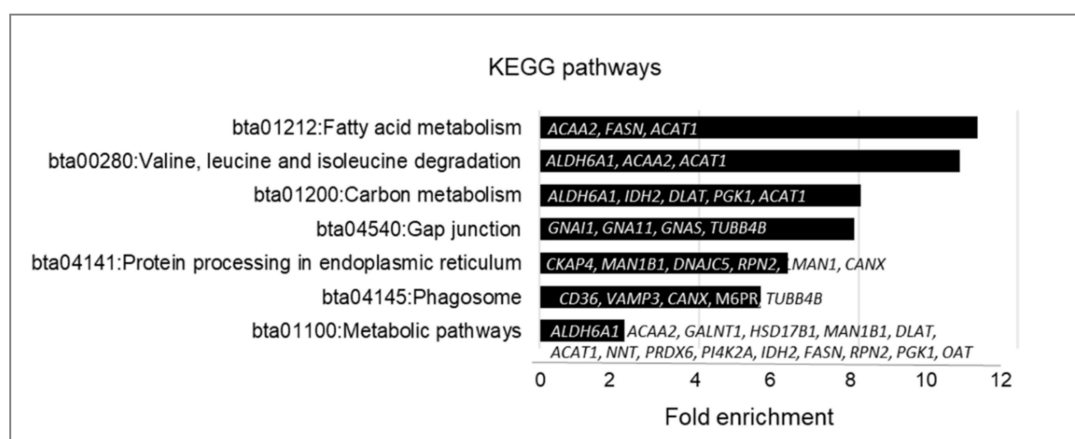 KEGG pathways
bta01212:Fatty acid metabolism ACAA2, FASN, ACAT1
bta00280:Valine, leucine and isoleucine degradation ALDH6A1, ACAA2, ACAT1
bta01200:Carbon metabolism ALDH6A1, IDH2, DLAT, PGK1, ACAT1
bta04540:Gap junction GNAI1, GNA11, GNAS, TUBB4B
bta04141:Protein processing in endoplasmic reticulum CKAP4, MAN1B1, DNAJC5, RPN2, LMAN1, CANX
bta04145:Phagosome CD36, VAMP3, CANX, M6PR, TUBB4B
bta01100:Metabolic pathways ALDH6A1 ACAA2, GALNT1, HSD17B1, MAN1B1, DLAT,
ACAT1, NNT, PRDX6, PI4K2A, IDH2, FASN, RPN2, PGK1, OAT
0 2 4 6 8 10 12
Fold enrichment